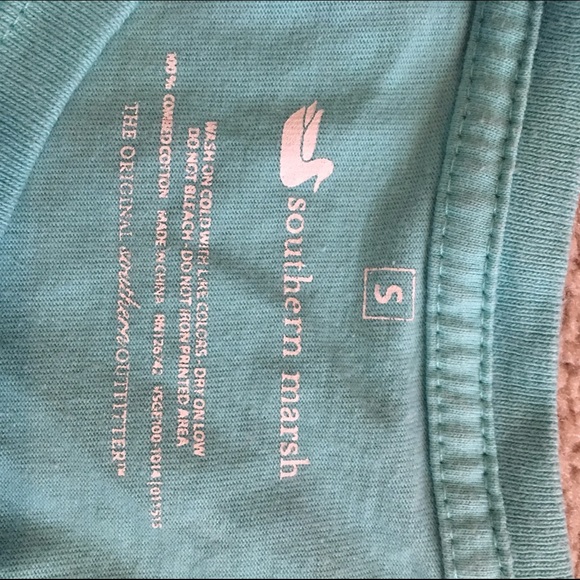 S
southern marsh
WASH ON COLD WITH LIKE COLORS - DRY ON LOW
DO NOT BLEACH - DO NOT IRON PRINTED AREA
100% COMBED COTTON MADE IN CHINA RN126742
THE ORIGINAL southern OUTFITTER™